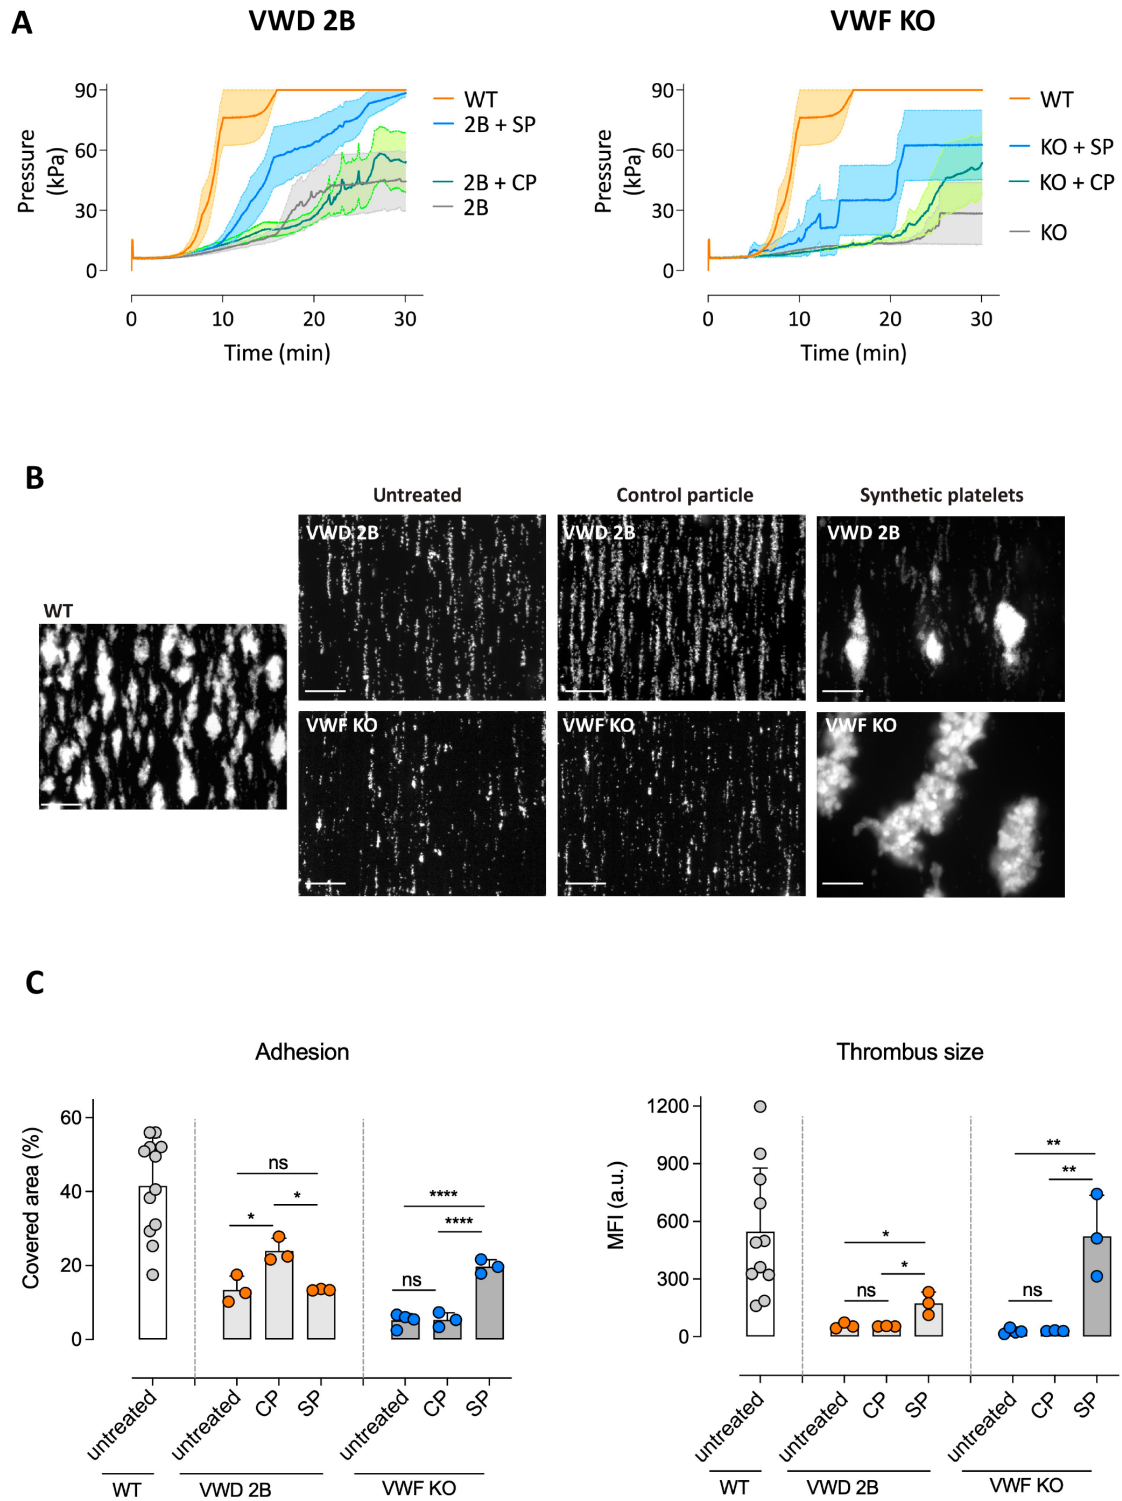 A
VWD 2B
VWF KO
Pressure
(kPa)
90
60
30
0
0
10
20
30
Time (min)
WT
2B + SP
2B + CP
2B
Pressure
(kPa)
90
60
30
0
0
10
20
30
Time (min)
WT
KO + SP
KO + CP
KO
B
Untreated
Control particle
Synthetic platelets
WT
VWD 2B
VWD 2B
VWD 2B
VWF KO
VWF KO
VWF KO
C
Adhesion
Covered area (%)
60
40
20
0
ns
*
*
****
****
ns
untreated
untreated
CP
SP
untreated
CP
SP
WT
VWD 2B
VWF KO
Thrombus size
MFI (a.u.)
1200
900
600
300
0
*
*
ns
**
**
ns
untreated
untreated
CP
SP
untreated
CP
SP
WT
VWD 2B
VWF KO